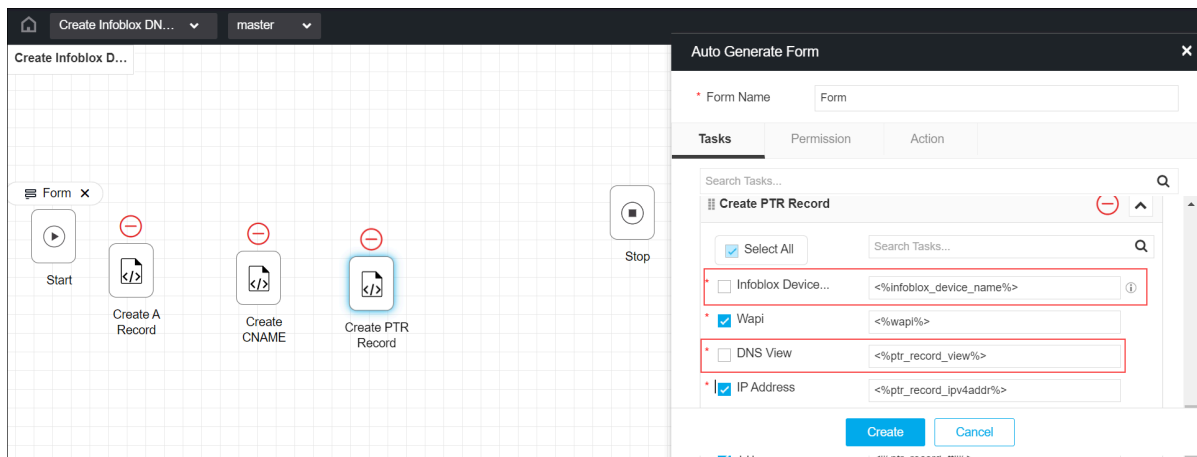 Create Infoblox DN... master
Create Infoblox D...
Form
Start
Create A
Record
Create
CNAME
Create PTR
Record
Stop
Auto Generate Form
* Form Name Form
Tasks Permission Action
Search Tasks...
Create PTR Record
Select All Search Tasks...
* Infoblox Device... <%infoblox_device_name%>
* Wapi <%wapi%>
* DNS View <%ptr_record_view%>
* IP Address <%ptr_record_ipv4addr%>
Create Cancel